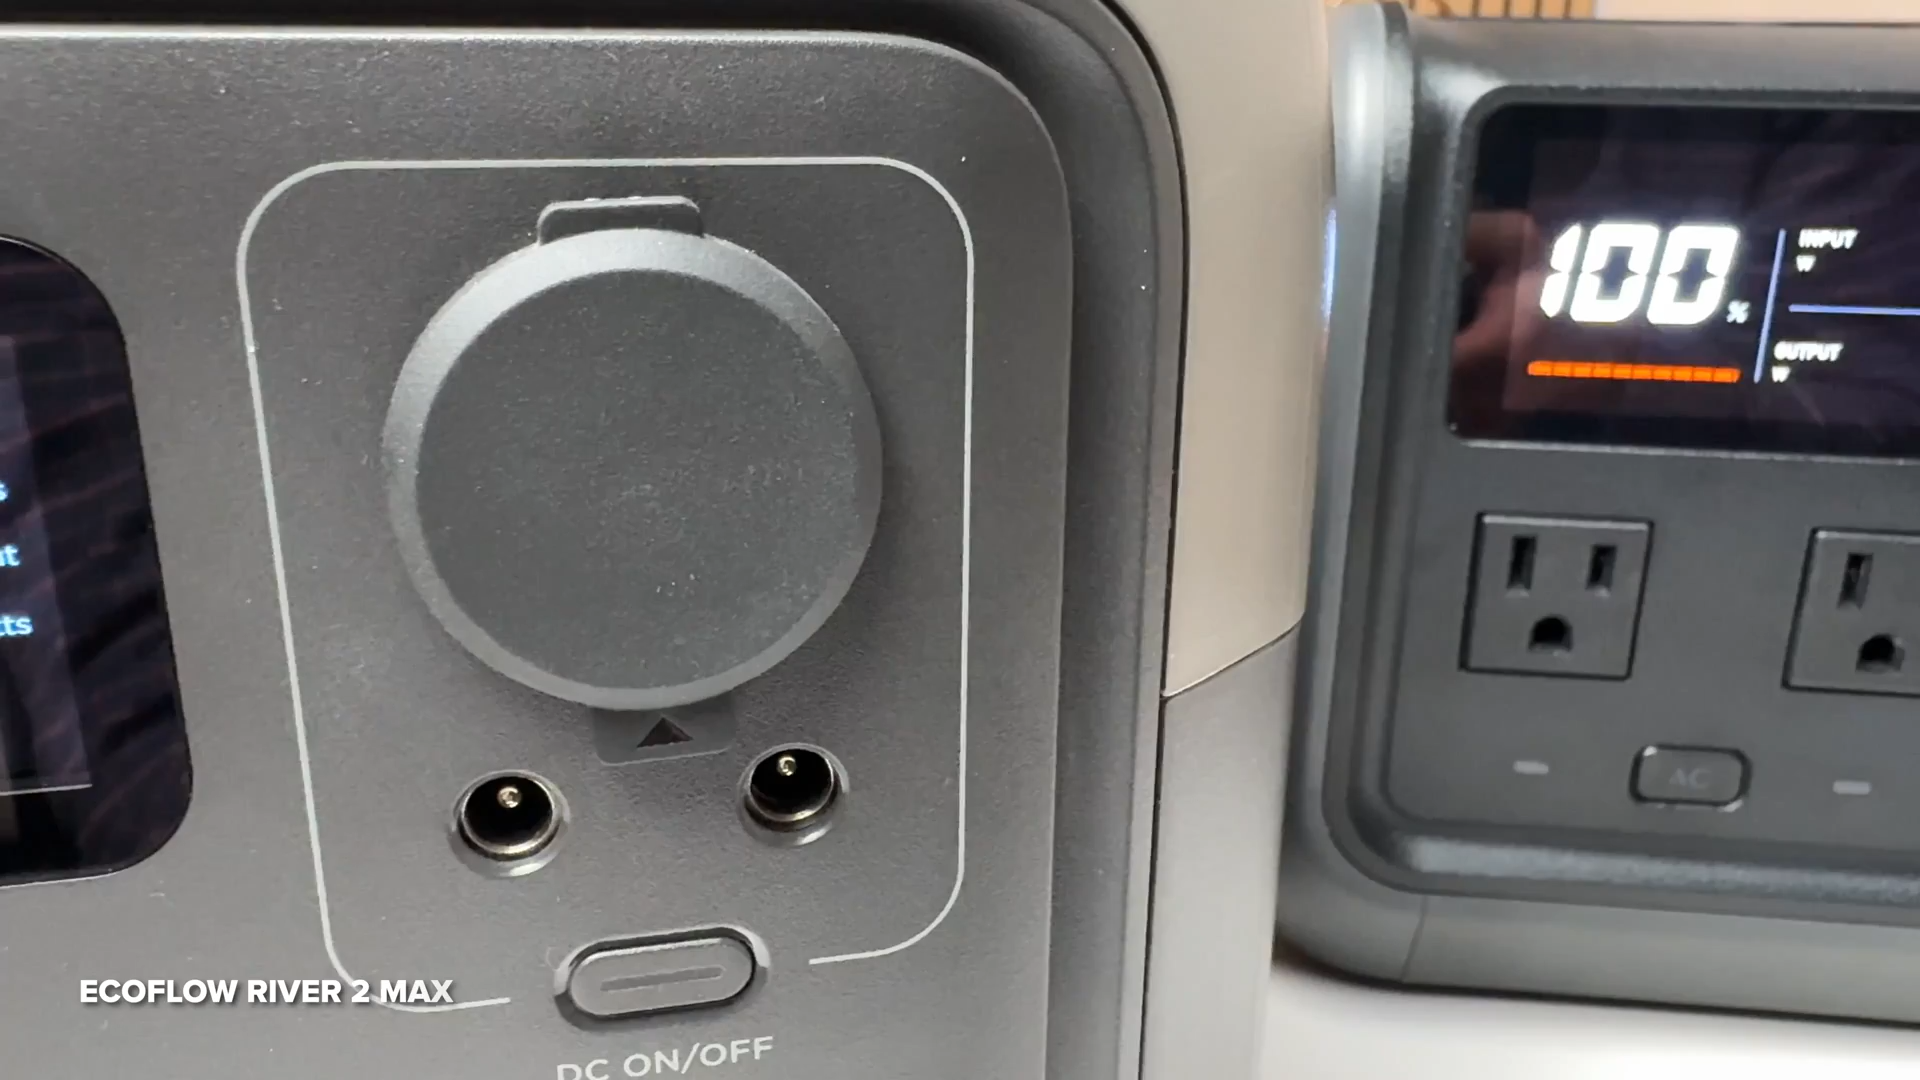 100 %
INPUT
W
OUTPUT
W
AC
ECOFLOW RIVER 2 MAX
DC ON/OFF